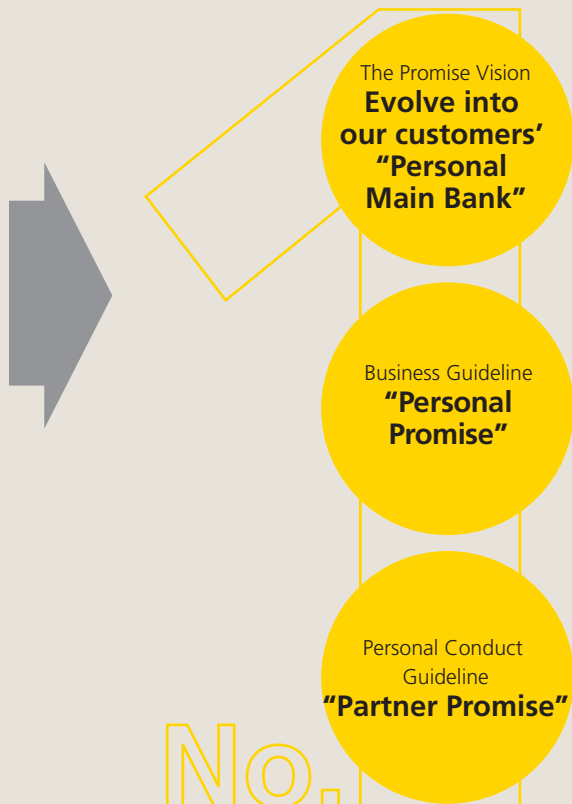 The Promise Vision
Evolve into
our customers’
“Personal
Main Bank”
Business Guideline
“Personal
Promise”
Personal Conduct
Guideline
“Partner Promise”
No.1